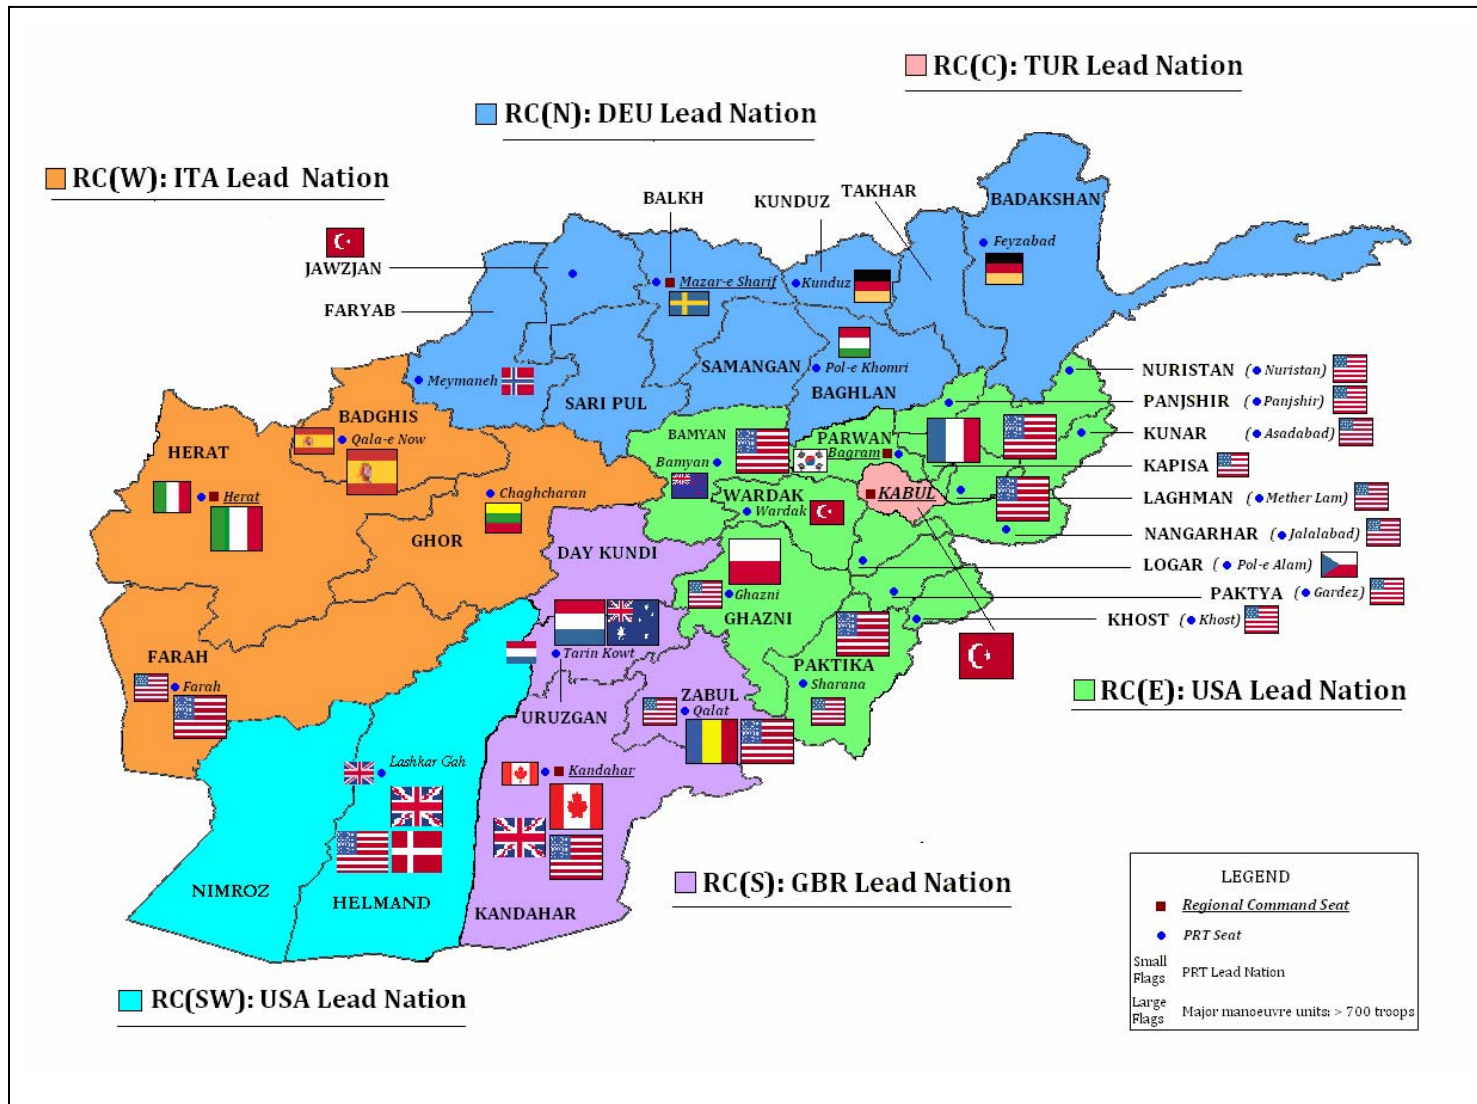 RC(C): TUR Lead Nation
RC(N): DEU Lead Nation
RC(W): ITA Lead Nation
BALKH
KUNDUZ
TAKHAR
BADAKSHAN
JAWZJAN
FARYAB
Feyzabad
Mazar-e Sharif
Kunduz
Meymaneh
SARI PUL
SAMANGAN
Pol-e Khomri
BAGHLAN
NURISTAN (Nuristan)
PANJSHIR (Panjshir)
KUNAR (Asadabad)
KAPISA
LAGHMAN (Mether Lam)
NANGARHAR (Jalalabad)
LOGAR (Pol-e Alam)
PAKTYA (Gardez)
KHOST (Khost)
BADGHIS
Qala-e Now
HERAT
Herat
BAMYAN
Bamyan
PARWAN
Bagram
WARDAK
Wardak
KABUL
Chaghcharan
GHOR
DAY KUNDI
Ghazni
GHAZNI
FARAH
Farah
Tarin Kowt
URUZGAN
ZABUL
Qalat
PAKTIKA
Sharana
RC(E): USA Lead Nation
Lashkar Gah
Kandahar
NIMROZ
HELMAND
KANDAHAR
RC(S): GBR Lead Nation
RC(SW): USA Lead Nation
LEGEND
Regional Command Seat
PRT Seat
Small Flags PRT Lead Nation
Large Flags Major manoeuvre units: > 700 troops